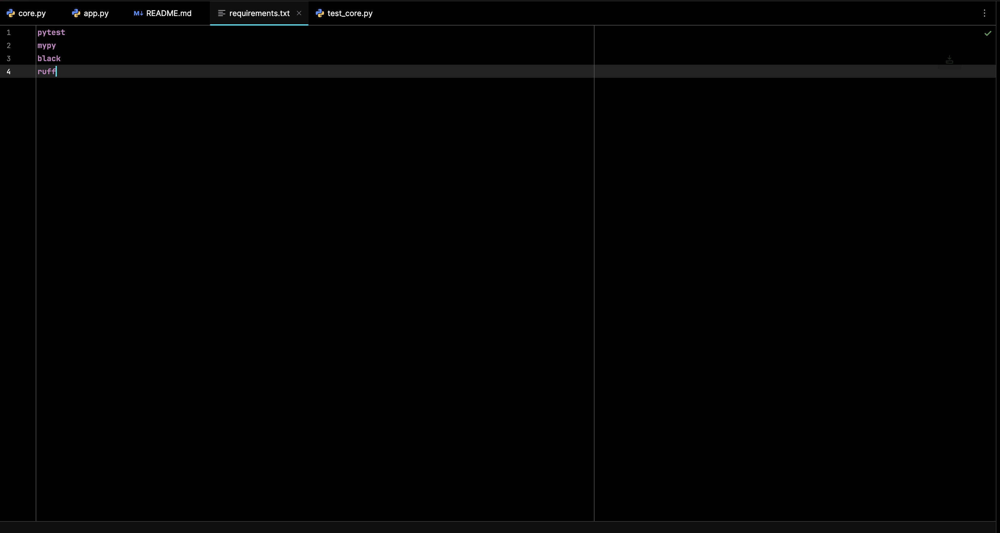 core.py app.py M↓ README.md requirements.txt test_core.py
1 pytest
2 mypy
3 black
4 ruff